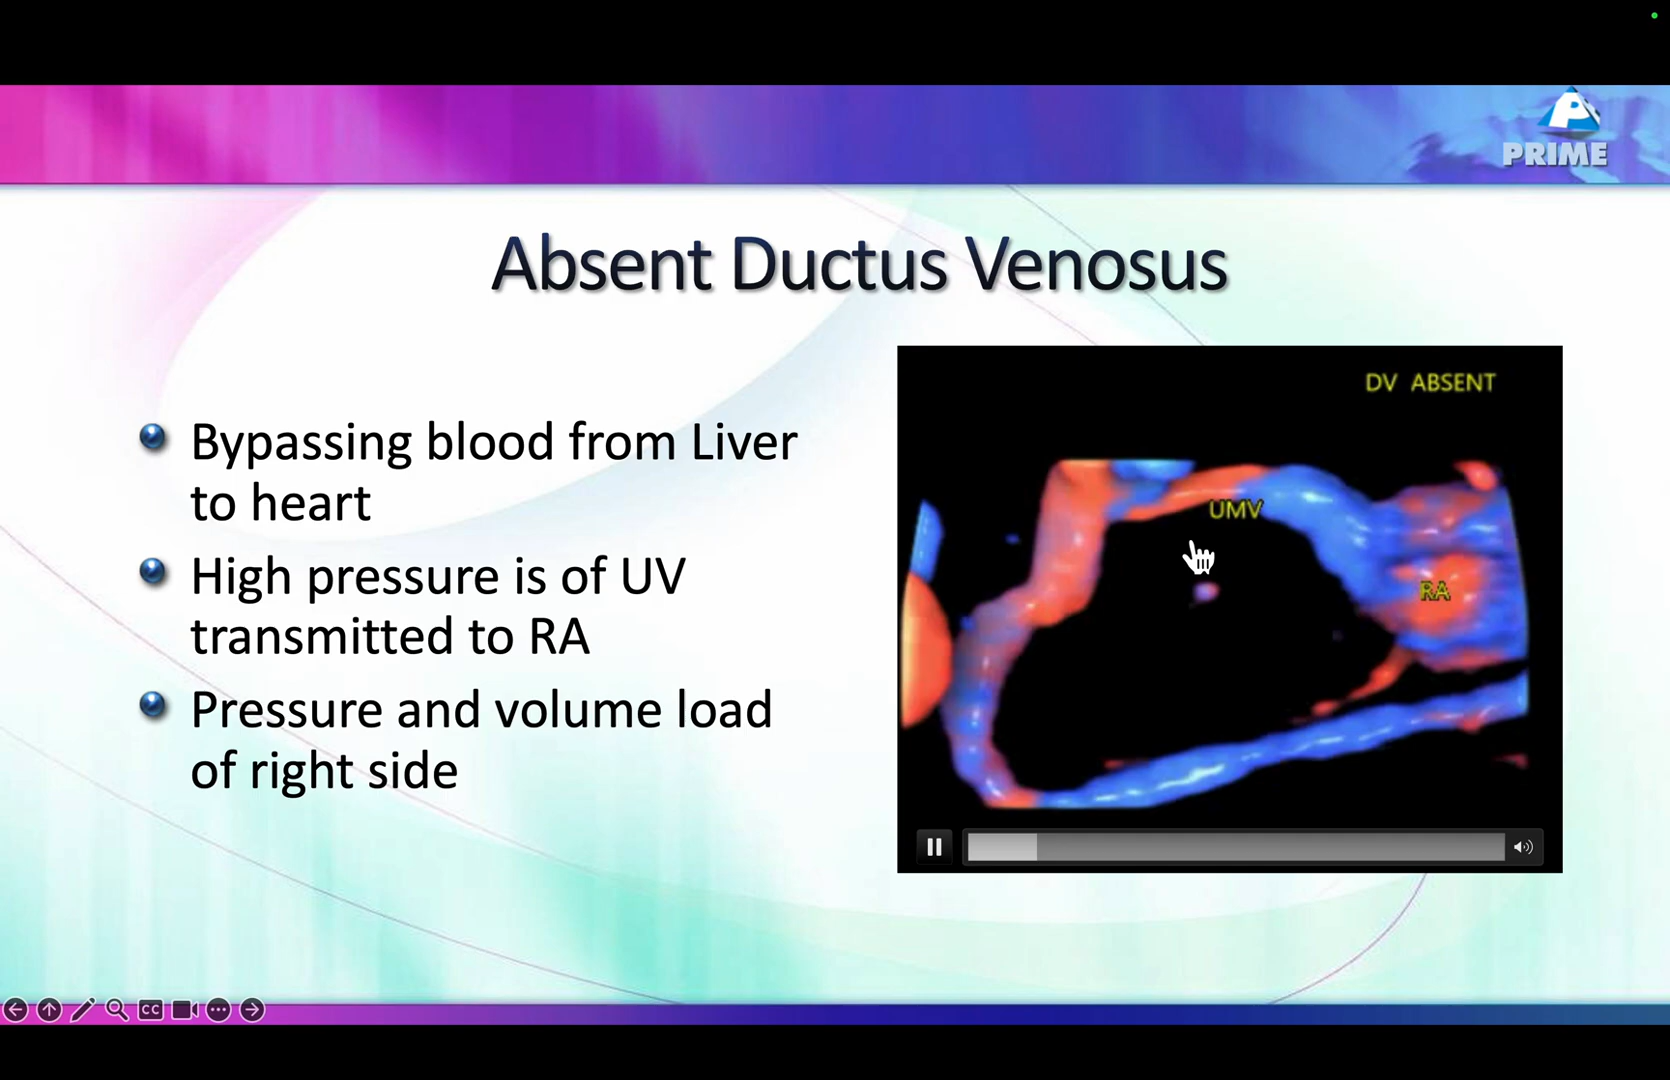 PRIME
Absent Ductus Venosus
Bypassing blood from Liver
to heart
High pressure is of UV
transmitted to RA
Pressure and volume load
of right side
DV ABSENT
UMV
RA
CC